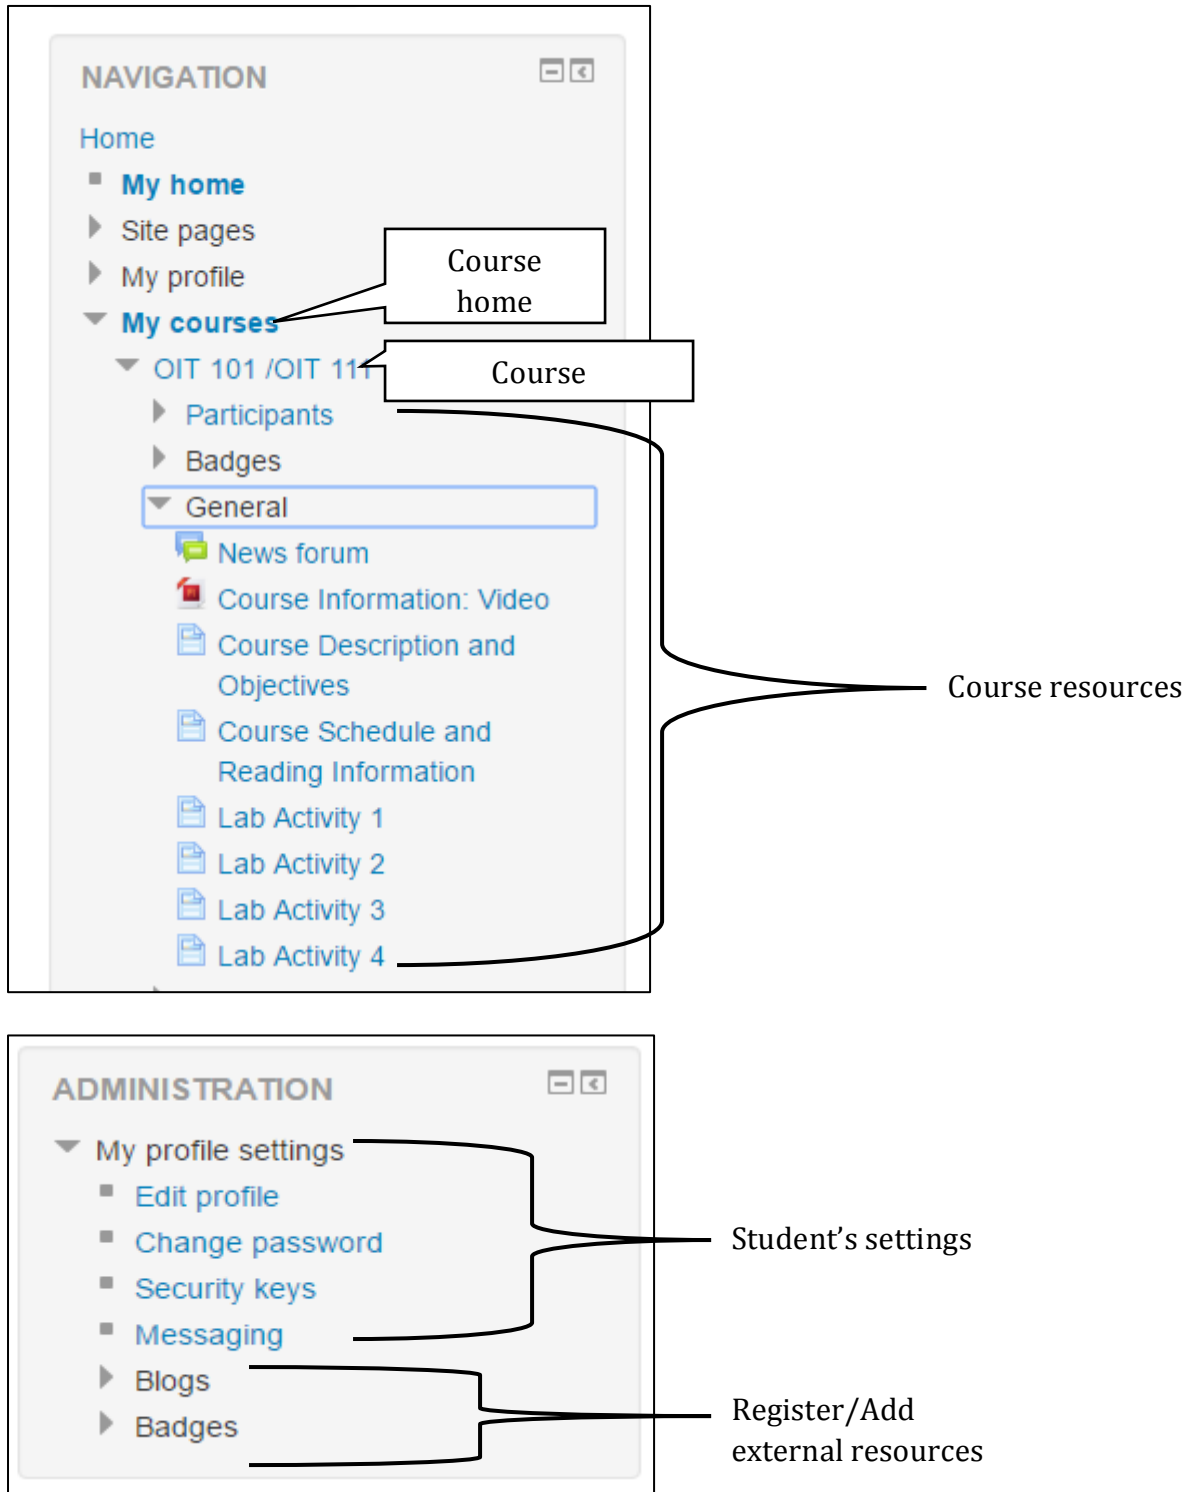 NAVIGATION
Home
My home
Site pages
My profile
Course
home
My courses
OIT 101 /OIT 111
Course
Participants
Badges
General
News forum
Course Information: Video
Course Description and
Objectives
Course resources
Course Schedule and
Reading Information
Lab Activity 1
Lab Activity 2
Lab Activity 3
Lab Activity 4
ADMINISTRATION
My profile settings
Edit profile
Change password
Student’s settings
Security keys
Messaging
Blogs
Badges
Register/Add
external resources